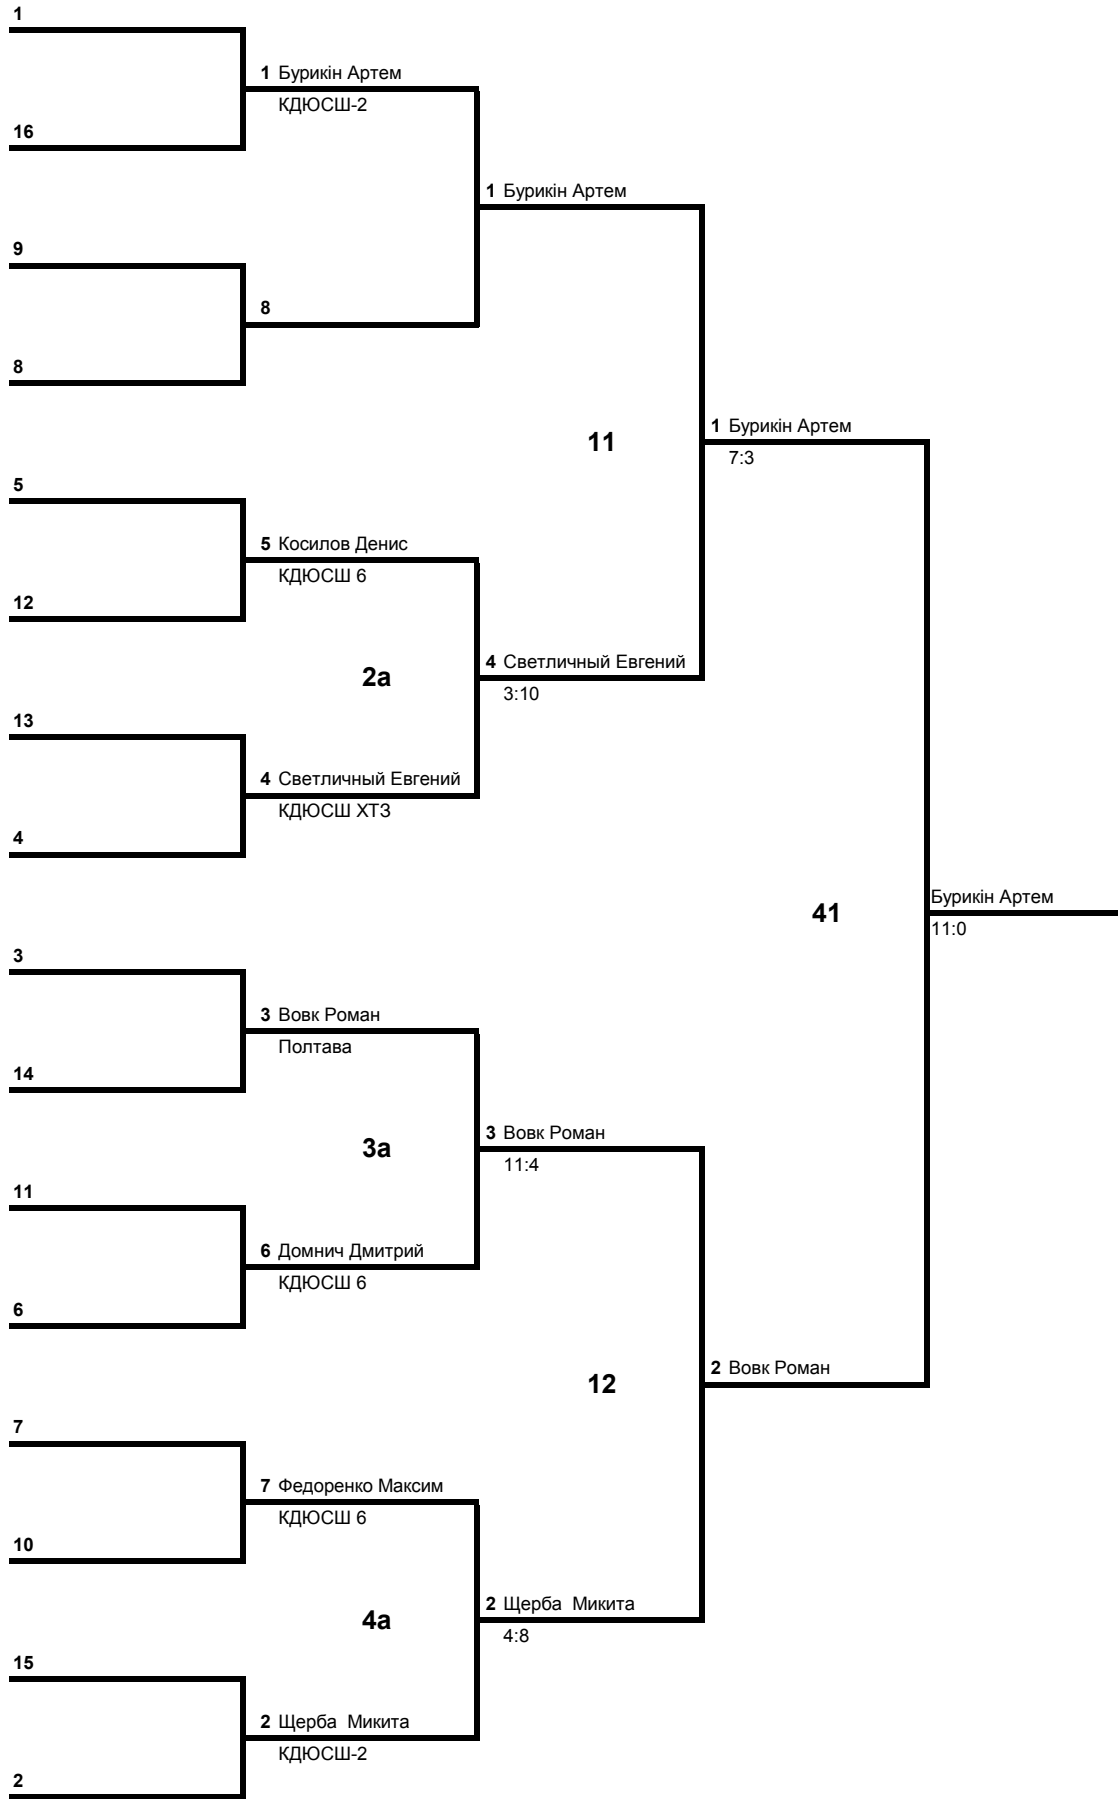 1
1 Бурикін Артем
КДЮСШ-2
16
1 Бурикін Артем
9
8
8
1 Бурикін Артем
11
7:3
5
5 Косилов Денис
КДЮСШ 6
12
4 Светличный Евгений
2а
3:10
13
4 Светличный Евгений
КДЮСШ ХТЗ
4
Бурикін Артем
41
11:0
3
3 Вовк Роман
Полтава
14
3 Вовк Роман
3а
11:4
11
6 Домнич Дмитрий
КДЮСШ 6
6
2 Вовк Роман
12
7
7 Федоренко Максим
КДЮСШ 6
10
2 Щерба  Микита
4а
4:8
15
2 Щерба  Микита
КДЮСШ-2
2